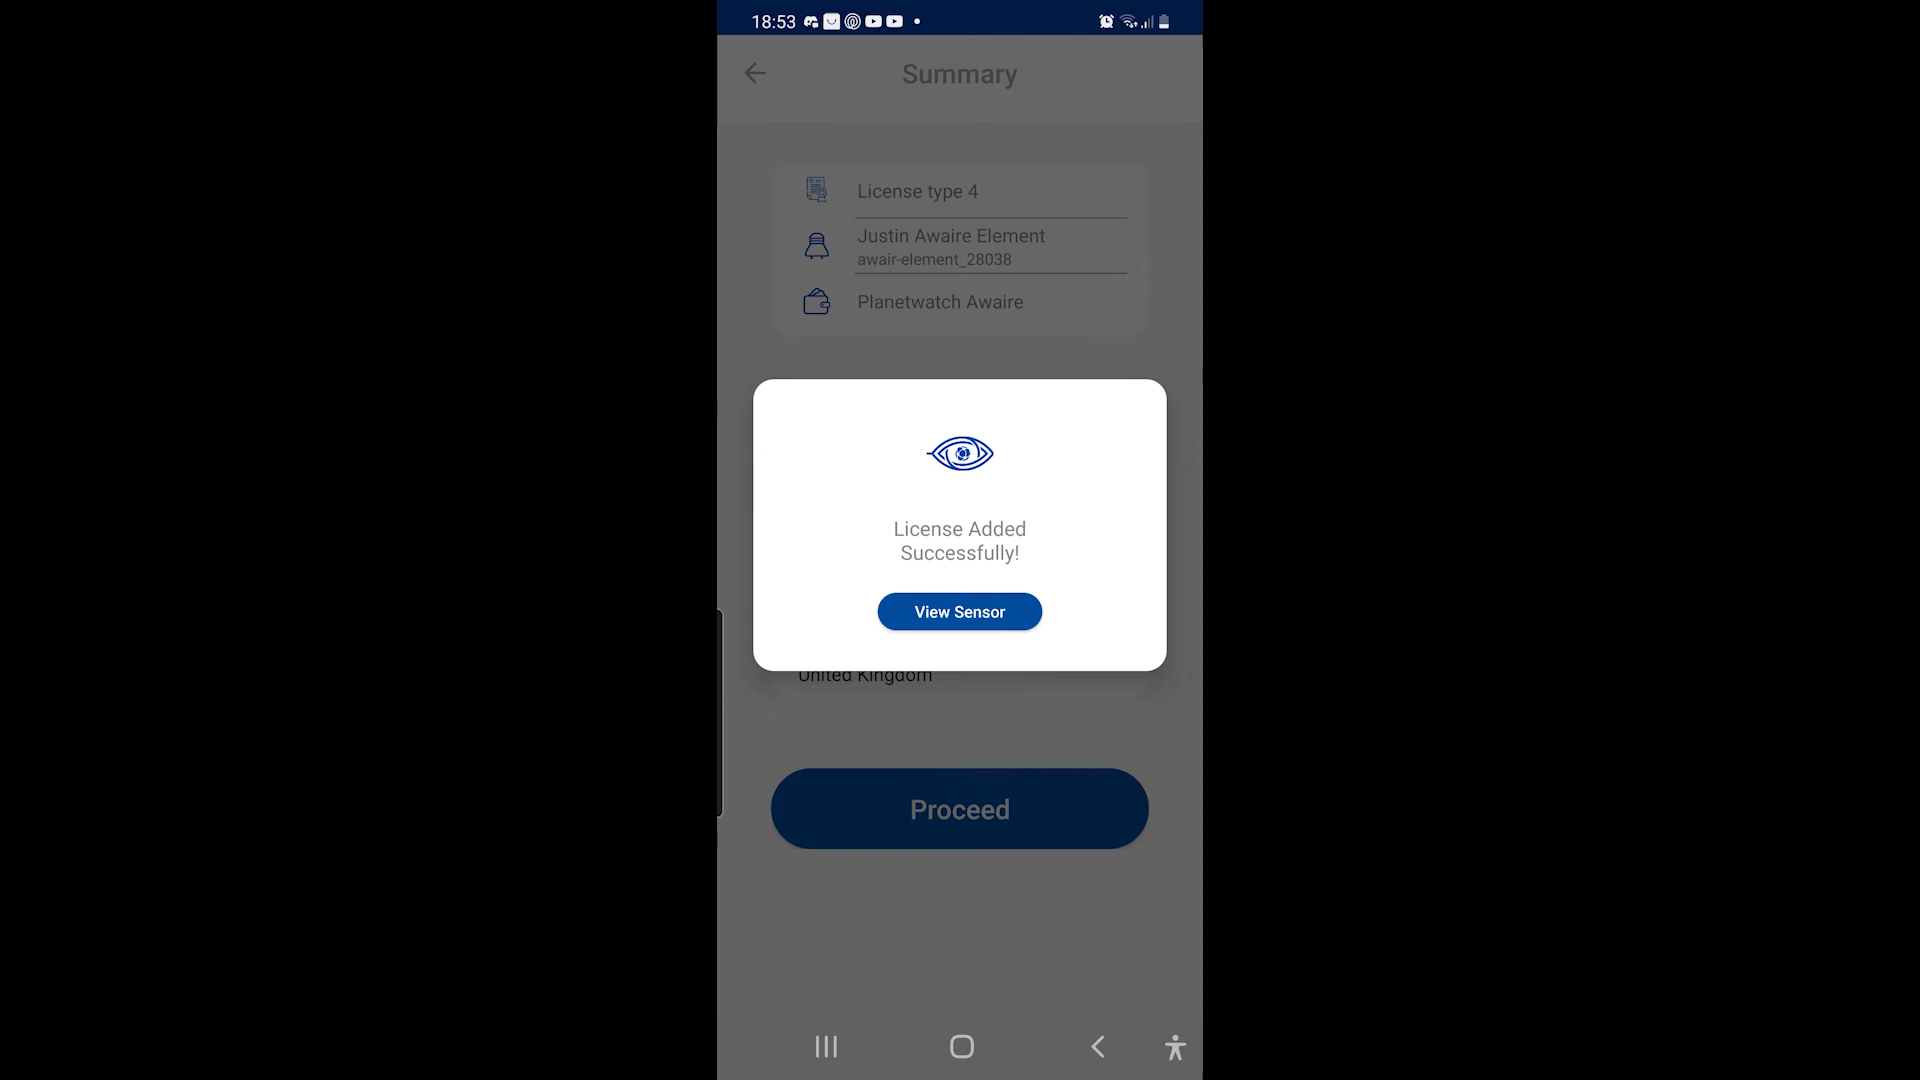 18:53
Summary
License type 4
Justin Awaire Element
awair-element_28038
Planetwatch Awaire
License Added
Successfully!
View Sensor
United Kingdom
Proceed